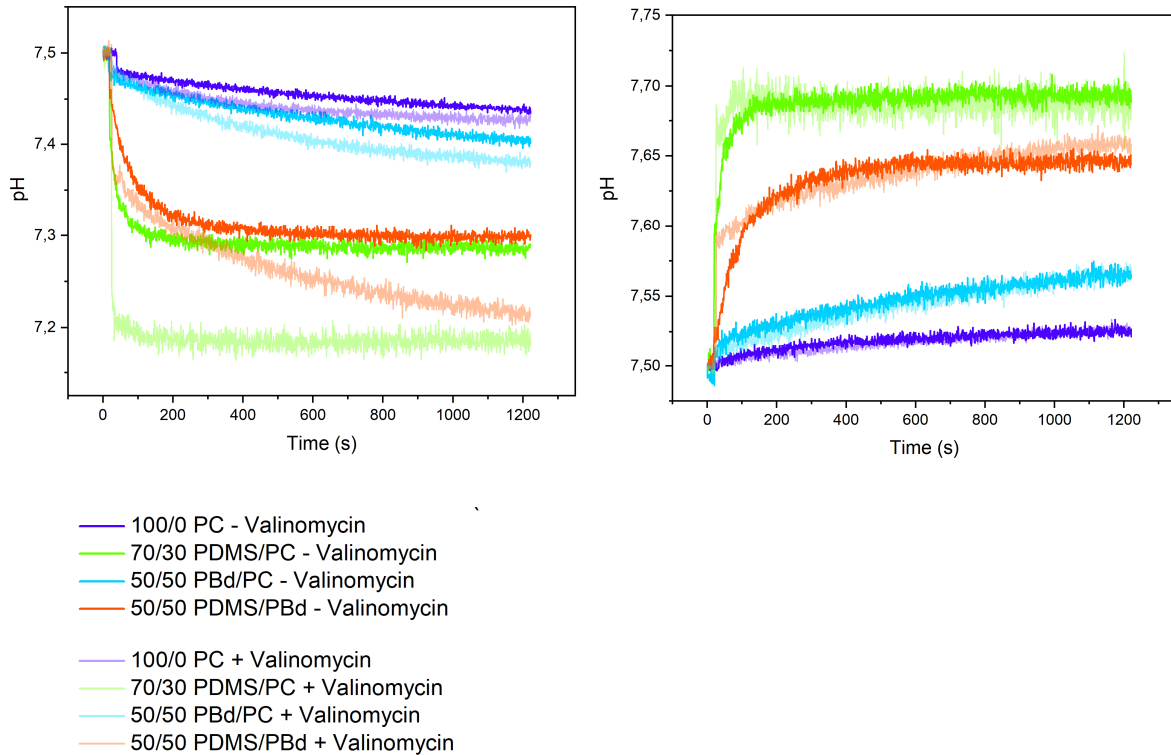 7,5
7,4
7,3
7,2
pH
0
200
400
600
800
1000
1200
Time (s)
7,75
7,70
7,65
7,60
7,55
7,50
pH
0
200
400
600
800
1000
1200
Time (s)
`
100/0 PC - Valinomycin
70/30 PDMS/PC - Valinomycin
50/50 PBd/PC - Valinomycin
50/50 PDMS/PBd - Valinomycin
100/0 PC + Valinomycin
70/30 PDMS/PC + Valinomycin
50/50 PBd/PC + Valinomycin
50/50 PDMS/PBd + Valinomycin